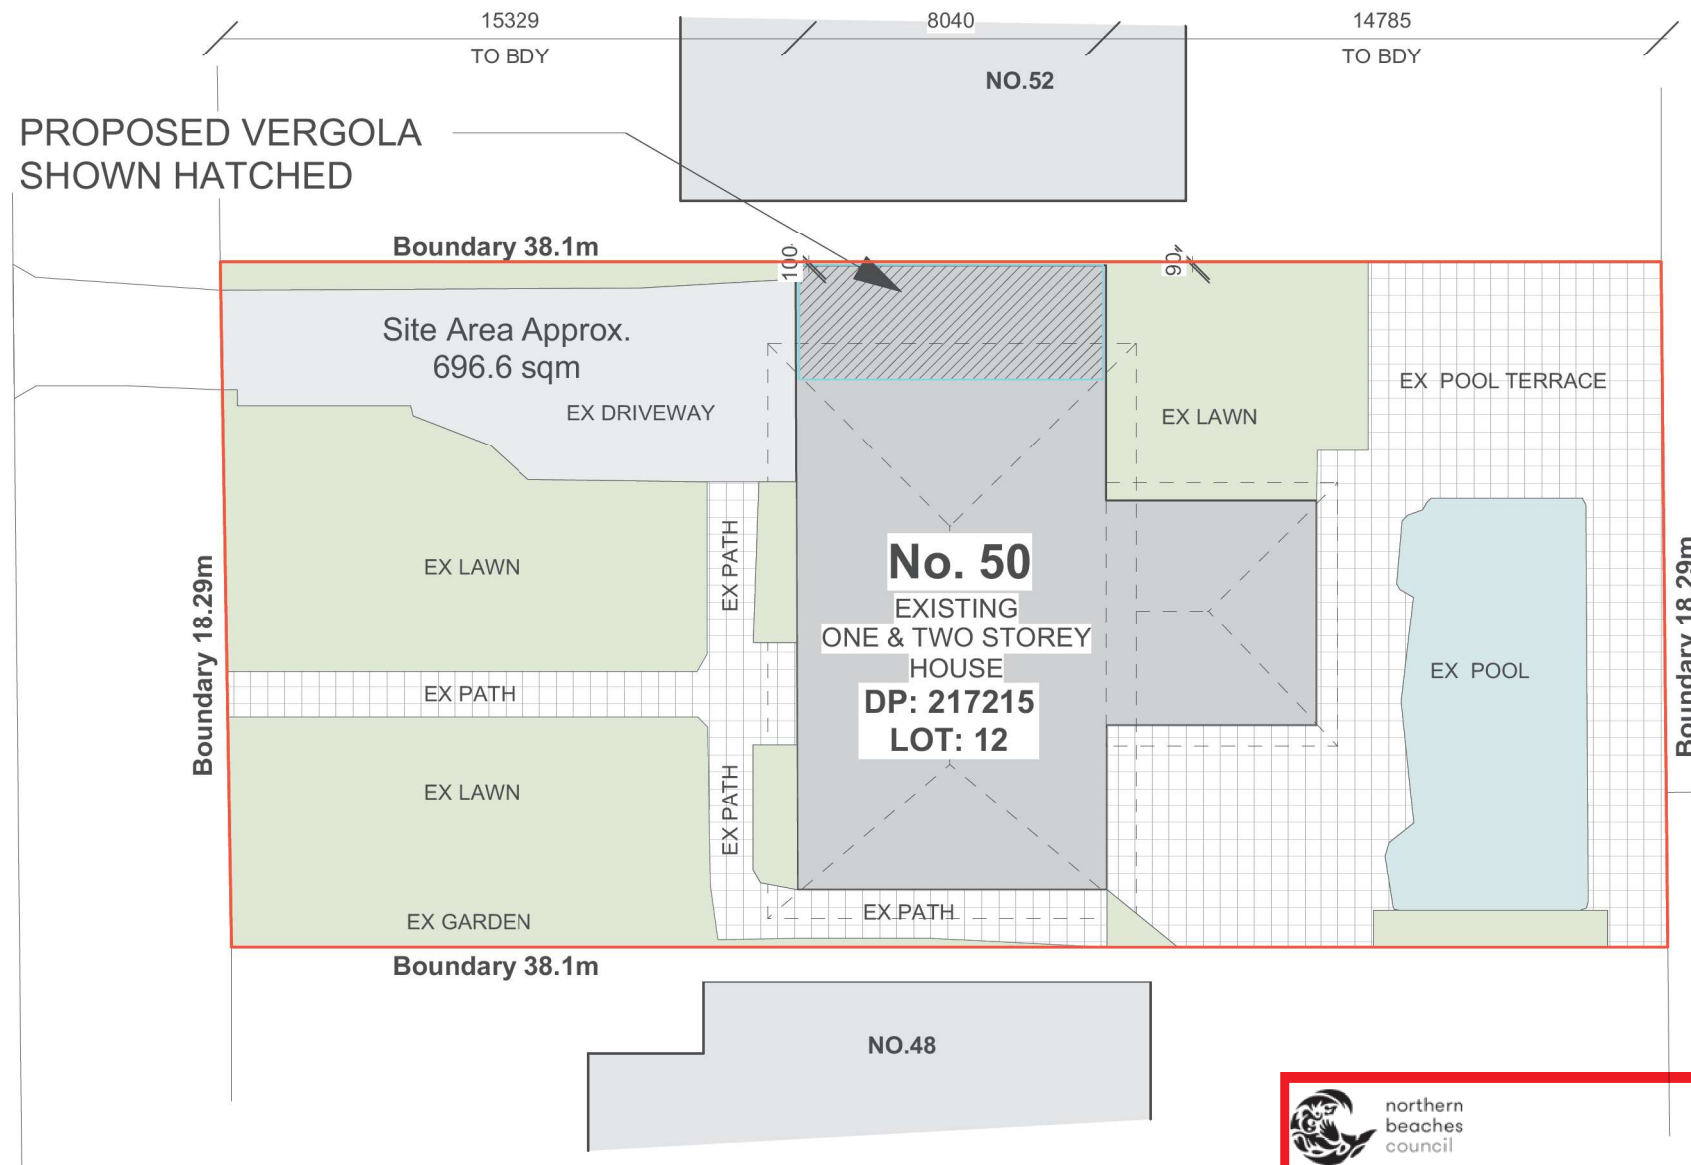 15329
8040
14785
TO BDY
TO BDY
NO.52
PROPOSED VERGOLA
SHOWN HATCHED
Boundary 38.1m
100
90
Site Area Approx.
696.6 sqm
EX DRIVEWAY
EX LAWN
EX POOL TERRACE
Boundary 18.29m
EX LAWN
EX PATH
No. 50
EXISTING
ONE & TWO STOREY
HOUSE
DP: 217215
LOT: 12
EX POOL
Boundary 18.29m
EX PATH
EX LAWN
EX PATH
EX GARDEN
EX PATH
Boundary 38.1m
NO.48
northern
beaches
council